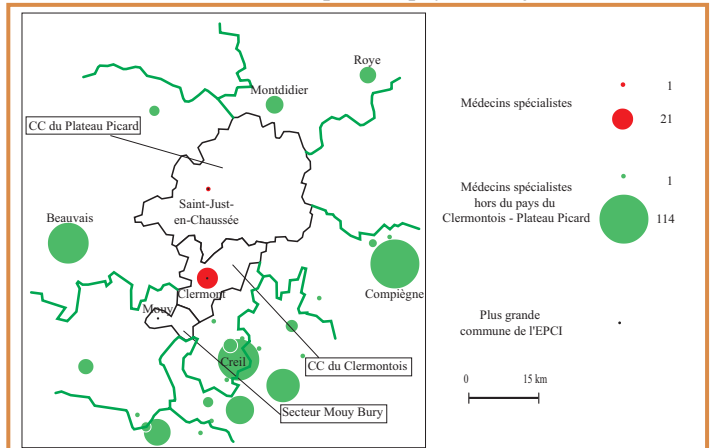 Roye
Montdidier
CC du Plateau Picard
Saint-Just-
en-Chaussée
Beauvais
Clermont
Compiègne
Mouy
Creil
CC du Clermontois
Secteur Mouy Bury
Médecins spécialistes
1
21
Médecins spécialistes
hors du pays du
Clermontois - Plateau Picard
1
114
Plus grande
commune de l'EPCI
0 15 km